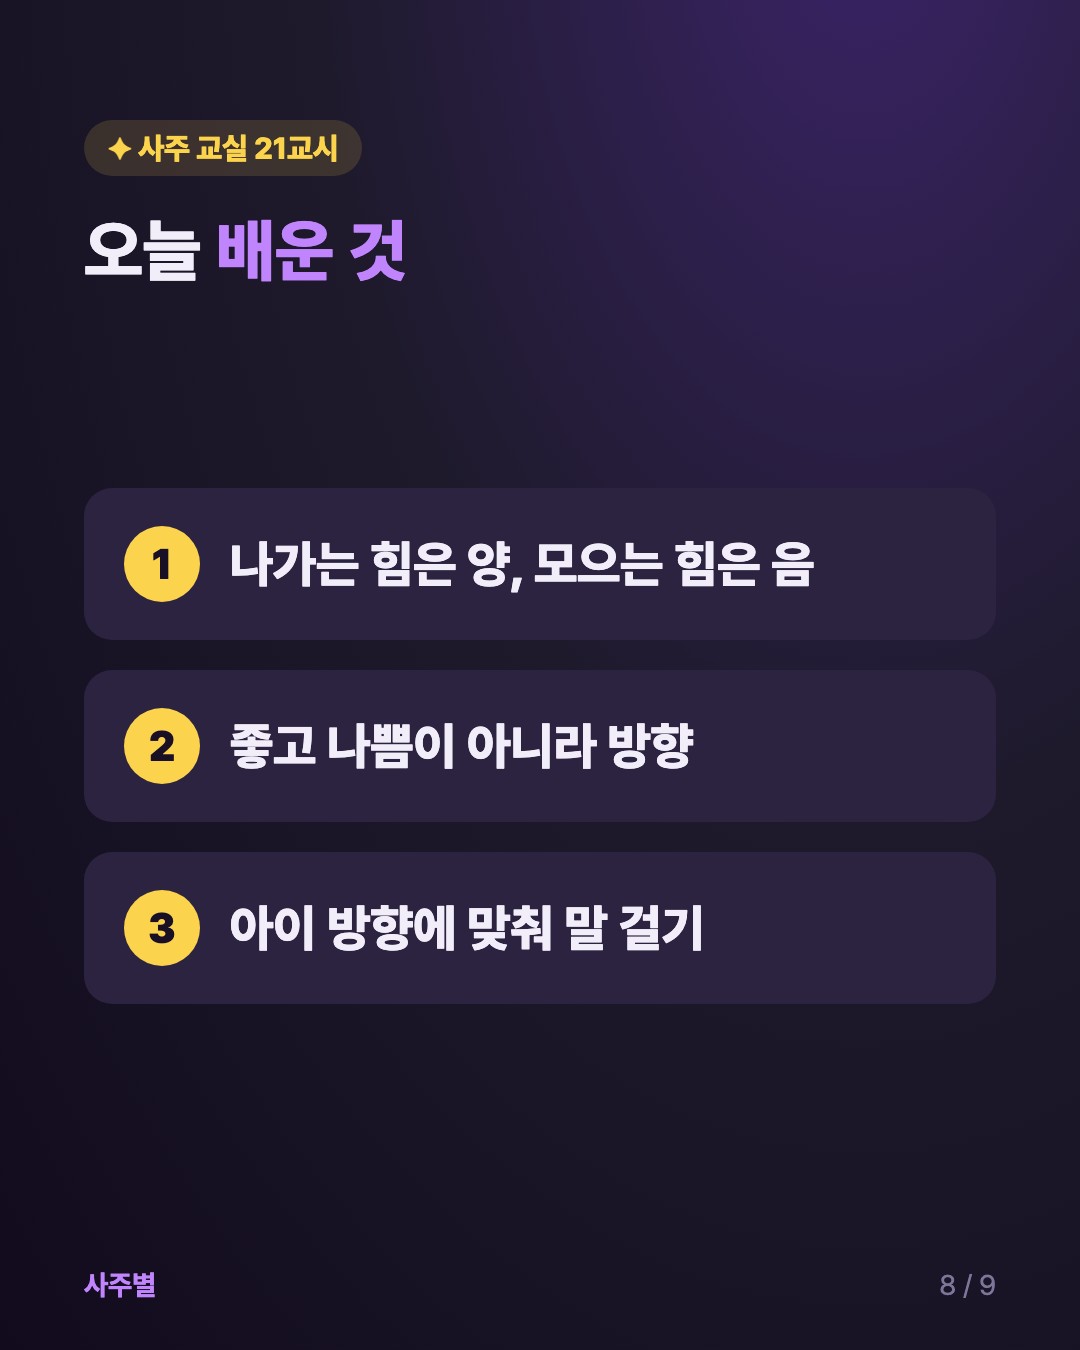 ✦ 사주 교실 21교시
오늘 배운 것
1 나가는 힘은 양, 모으는 힘은 음
2 좋고 나쁨이 아니라 방향
3 아이 방향에 맞춰 말 걸기
사주별
8 / 9